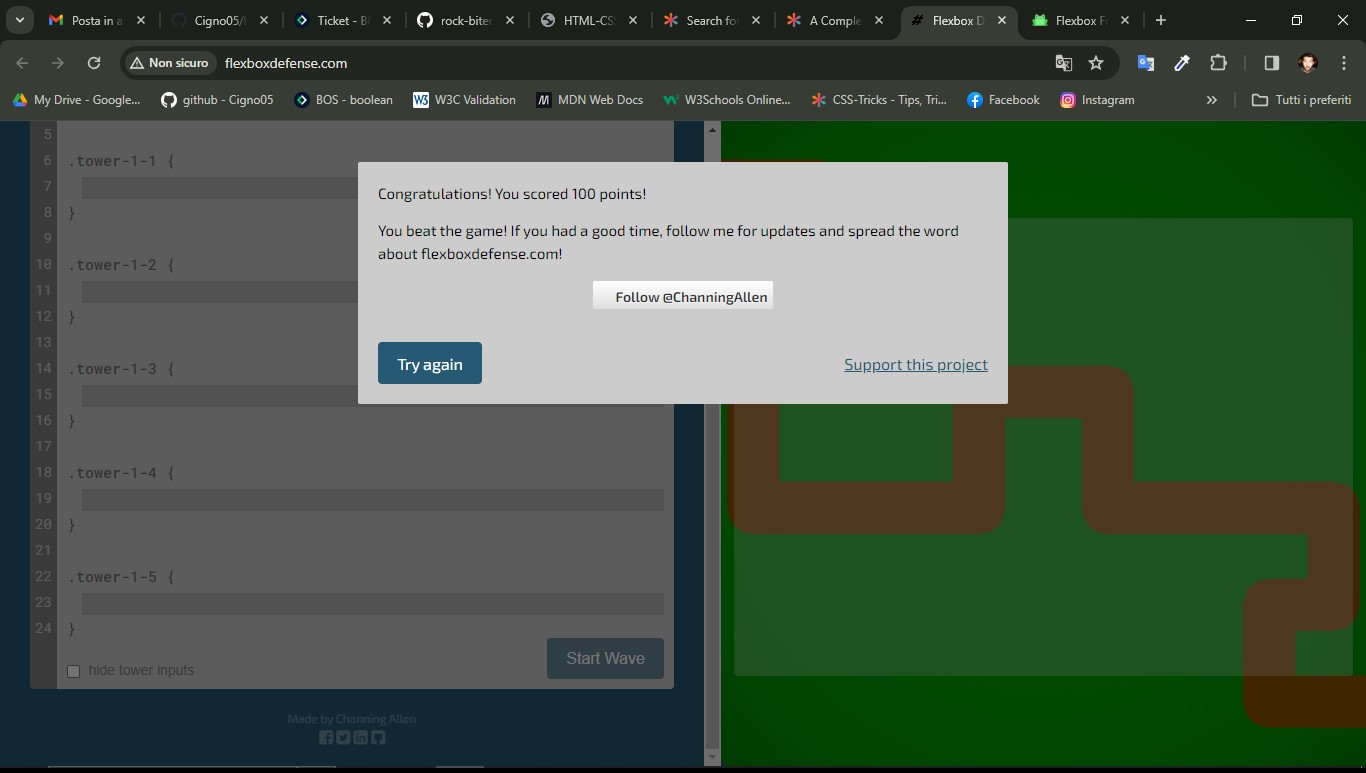 Posta in a
Cigno05/
Ticket - B
rock-biter
HTML-CS
Search fo
A Comple
Flexbox D
Flexbox F
Non sicuro
flexboxdefense.com
My Drive - Google...
github - Cigno05
BOS - boolean
W3C Validation
MDN Web Docs
W3Schools Online...
CSS-Tricks - Tips, Tri...
Facebook
Instagram
»
Tutti i preferiti
5
6 .tower-1-1 {
7
8 }
9
10 .tower-1-2 {
11
12 }
13
14 .tower-1-3 {
15
16 }
17
18 .tower-1-4 {
19
20 }
21
22 .tower-1-5 {
23
24 }
hide tower inputs
Start Wave
Made by Channing Allen
Congratulations! You scored 100 points!
You beat the game! If you had a good time, follow me for updates and spread the word
about flexboxdefense.com!
Follow @ChanningAllen
Try again
Support this project